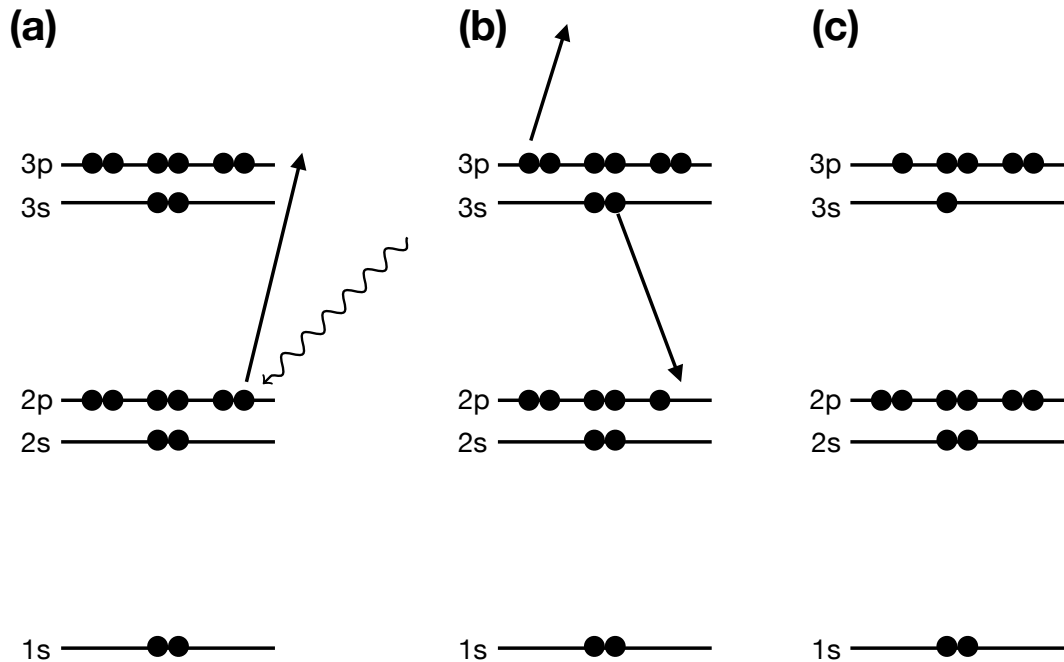 (a) (b) (c)
3p 3p 3p
3s 3s 3s
2p 2p 2p
2s 2s 2s
1s 1s 1s